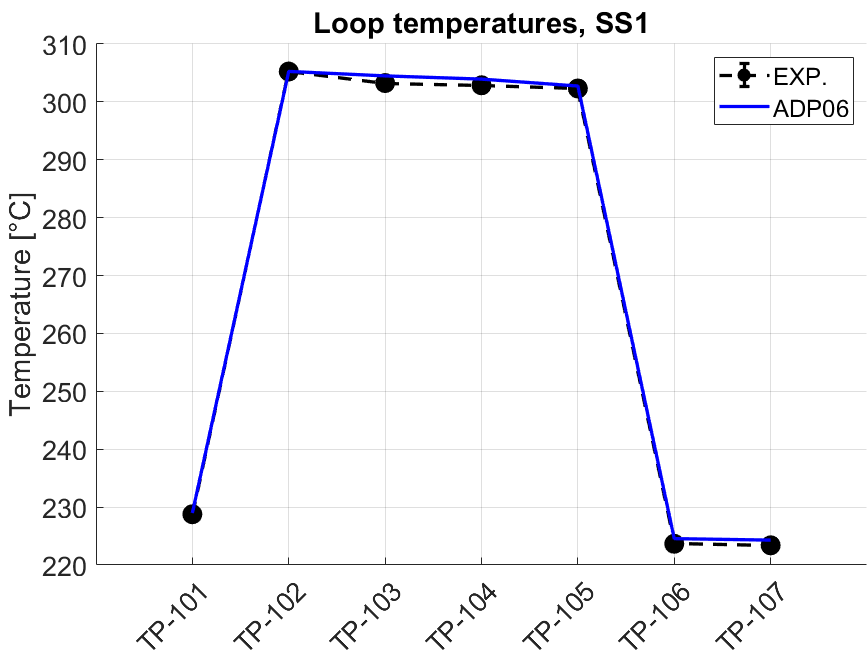 Loop temperatures, SS1
310
300
290
280
270
260
250
240
230
220
Temperature [°C]
EXP.
ADP06
TP-101
TP-102
TP-103
TP-104
TP-105
TP-106
TP-107